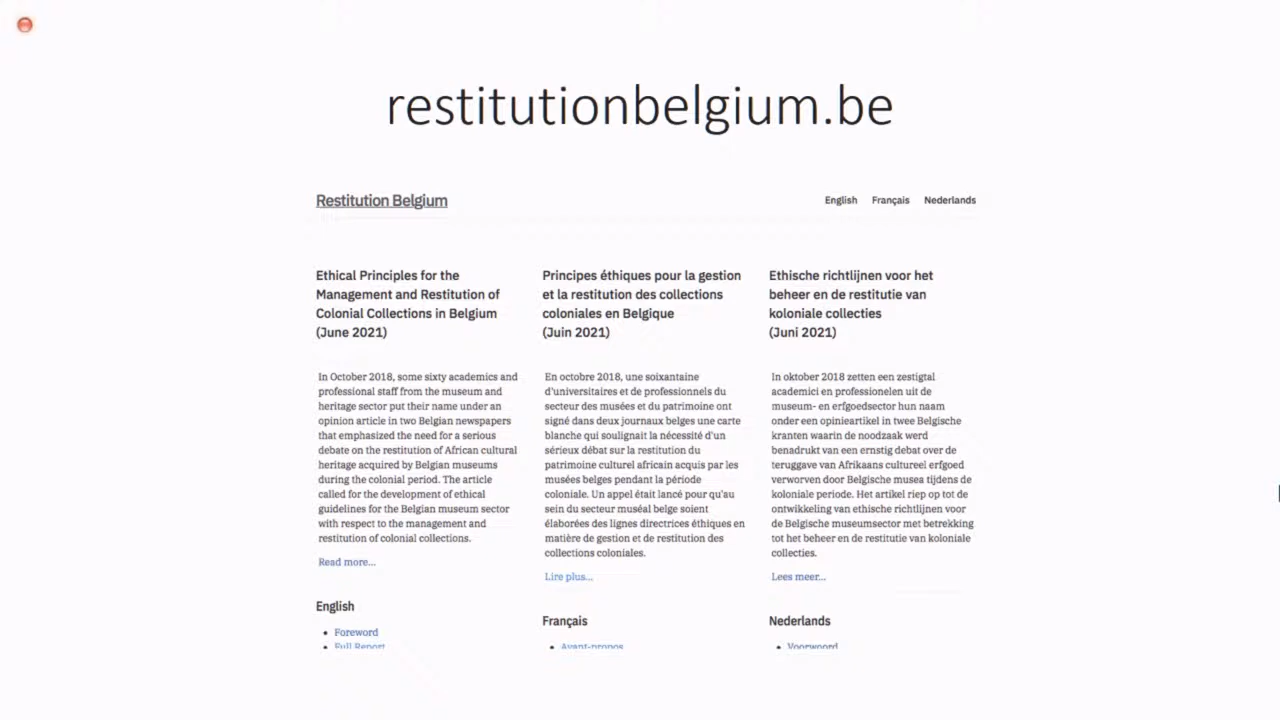 restitutionbelgium.be
Restitution Belgium
English Français Nederlands
Ethical Principles for the
Management and Restitution of
Colonial Collections in Belgium
(June 2021)
In October 2018, some sixty academics and
professional staff from the museum and
heritage sector put their name under an
opinion article in two Belgian newspapers
that emphasized the need for a serious
debate on the restitution of African cultural
heritage acquired by Belgian museums
during the colonial period. The article
called for the development of ethical
guidelines for the Belgian museum sector
with respect to the management and
restitution of colonial collections.
Read more...
English
Foreword
Full Report
Principes éthiques pour la gestion
et la restitution des collections
coloniales en Belgique
(Juin 2021)
En octobre 2018, une soixantaine
d'universitaires et de professionnels du
secteur des musées et du patrimoine ont
signé dans deux journaux belges une carte
blanche qui soulignait la nécessité d'un
sérieux débat sur la restitution du
patrimoine culturel africain acquis par les
musées belges pendant la période
coloniale. Un appel était lancé pour qu'au
sein du secteur muséal belge soient
élaborées des lignes directrices éthiques en
matière de gestion et de restitution des
collections coloniales.
Lire plus...
Français
Avant-propos
Ethische richtlijnen voor het
beheer en de restitutie van
koloniale collecties
(Juni 2021)
In oktober 2018 zetten een zestigtal
academici en professionelen uit de
museum- en erfgoedsector hun naam
onder een opinieartikel in twee Belgische
kranten waarin de noodzaak werd
benadrukt van een ernstig debat over de
teruggave van Afrikaans cultureel erfgoed
verworven door Belgische musea tijdens de
koloniale periode. Het artikel riep op tot de
ontwikkeling van ethische richtlijnen voor
de Belgische museumsector met betrekking
tot het beheer en de restitutie van koloniale
collecties.
Lees meer...
Nederlands
Voorwoord